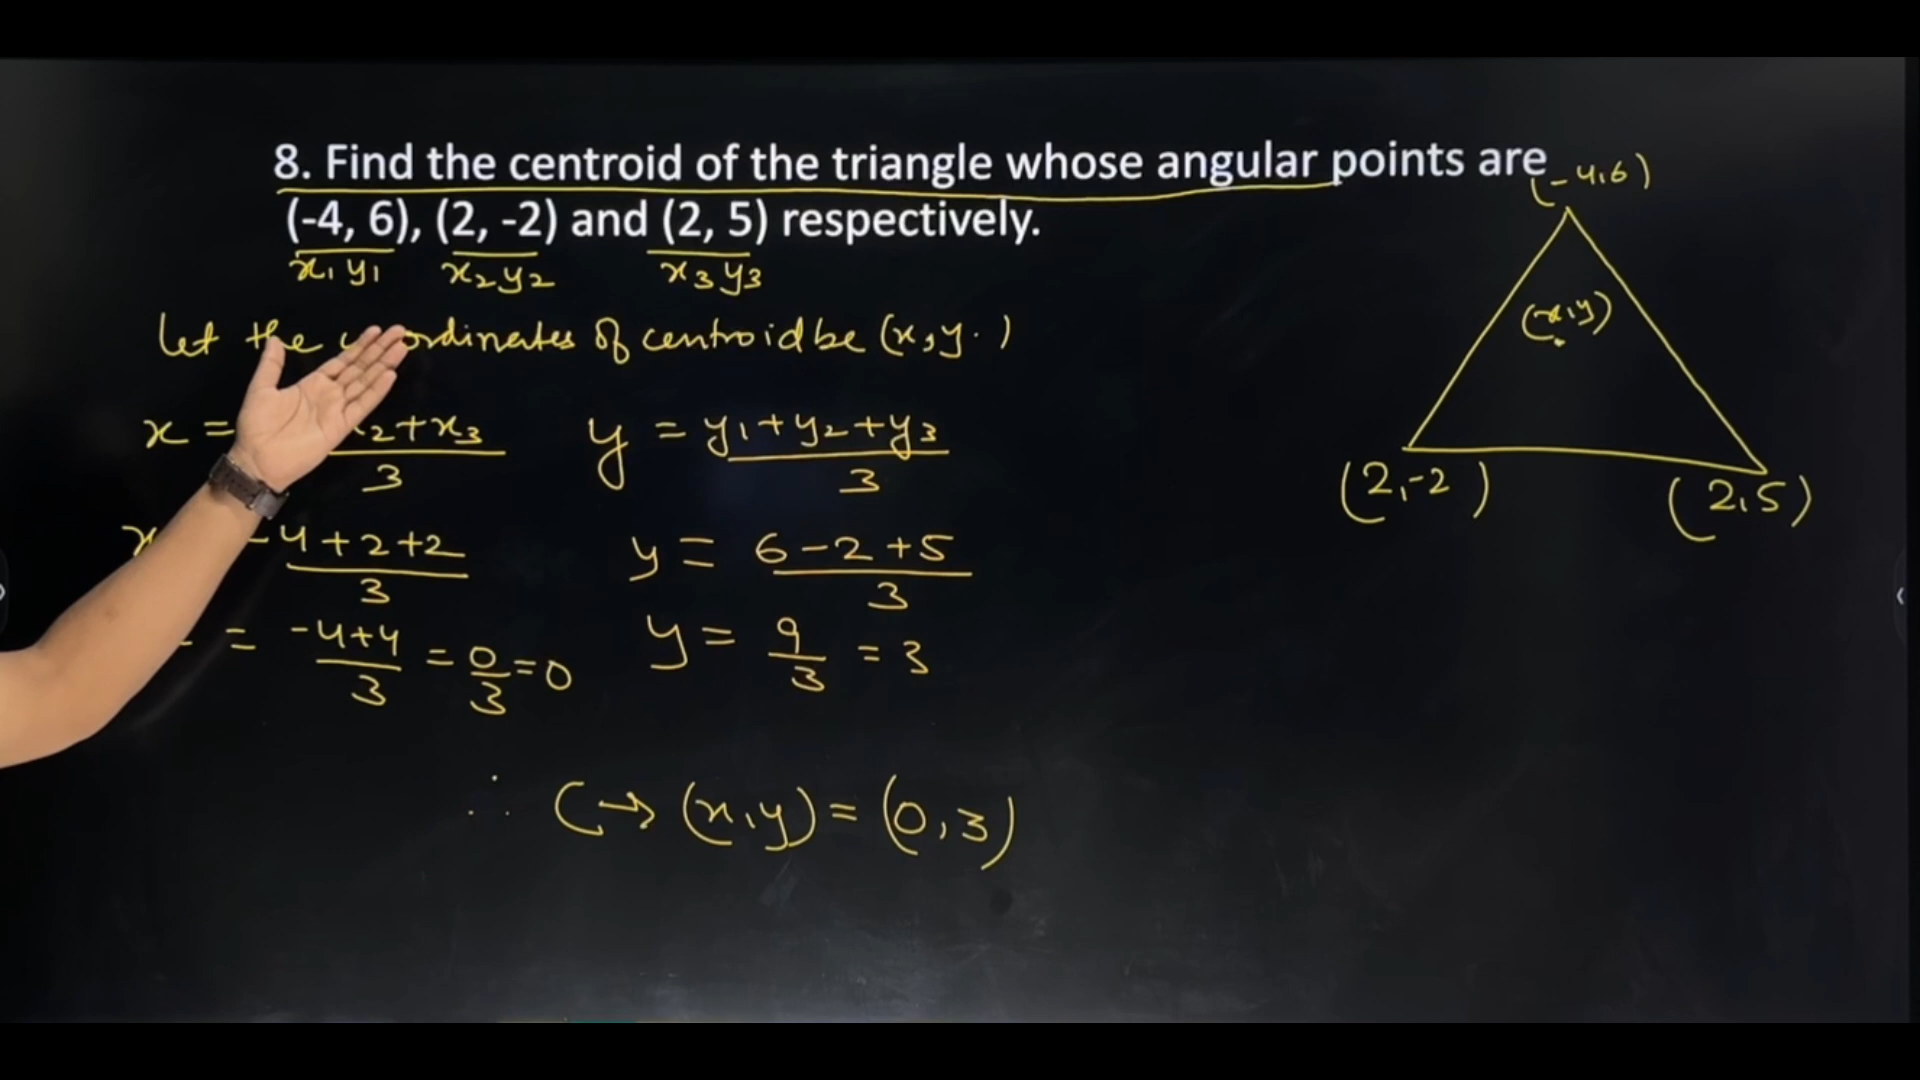 8. Find the centroid of the triangle whose angular points are
(-4, 6), (2, -2) and (2, 5) respectively.
x₁ y₁ x₂ y₂ x₃ y₃
Let the ordinates of centroid be (x, y.)
x = x₂ + x₃ / 3
y = y₁ + y₂ + y₃ / 3
-4 + 2 + 2 / 3
y = 6 - 2 + 5 / 3
= -4+4 / 3 = 0/3 = 0
y = 9/3 = 3
∴ C → (x, y) = (0, 3)
(-4, 6)
(x, y)
(2, -2) (2, 5)